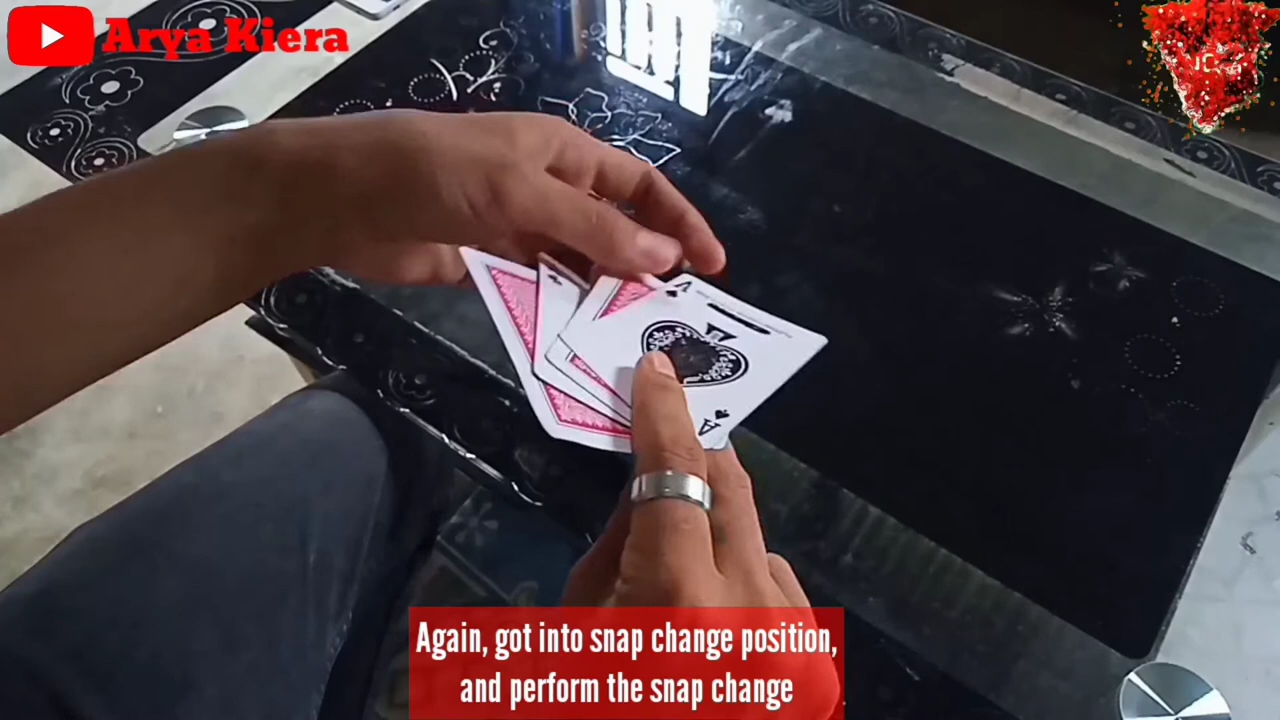 Arya Kiera
A
A
Again, got into snap change position,
and perform the snap change